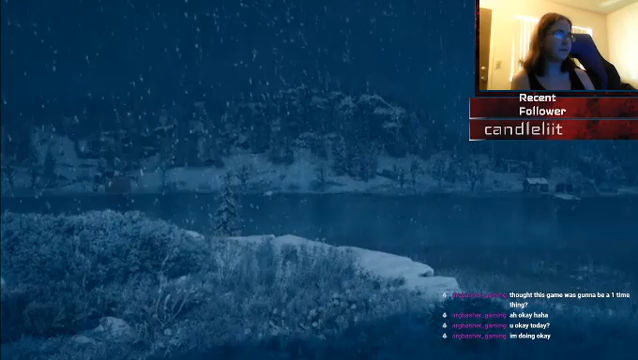 Recent
Follower
candleliit
thought this game was gunna be a 1 time
thing?
ah okay haha
u okay today?
im doing okay